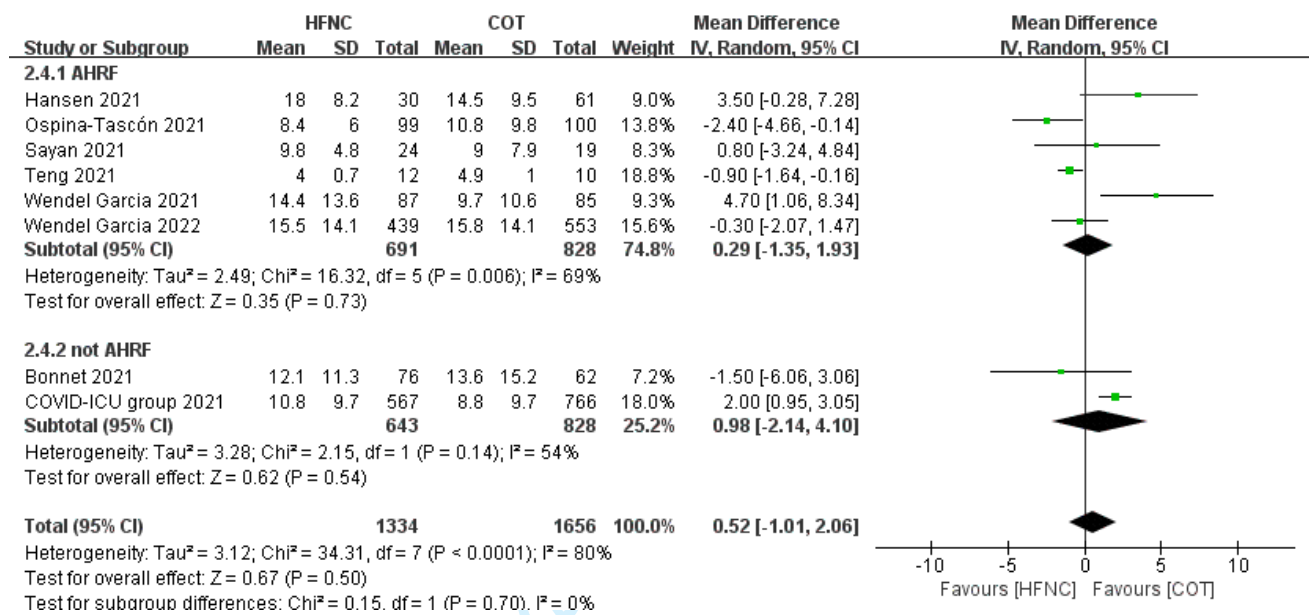 HFNC COT Mean Difference Mean Difference
Study or Subgroup Mean SD Total Mean SD Total Weight IV, Random, 95% CI IV, Random, 95% CI
2.4.1 AHRF
Hansen 2021 18 8.2 30 14.5 9.5 61 9.0% 3.50 [-0.28, 7.28]
Ospina-Tascón 2021 8.4 6 99 10.8 9.8 100 13.8% -2.40 [-4.66, -0.14]
Sayan 2021 9.8 4.8 24 9 7.9 19 8.3% 0.80 [-3.24, 4.84]
Teng 2021 4 0.7 12 4.9 1 10 18.8% -0.90 [-1.64, -0.16]
Wendel Garcia 2021 14.4 13.6 87 9.7 10.6 85 9.3% 4.70 [1.06, 8.34]
Wendel Garcia 2022 15.5 14.1 439 15.8 14.1 553 15.6% -0.30 [-2.07, 1.47]
Subtotal (95% CI) 691 828 74.8% 0.29 [-1.35, 1.93]
Heterogeneity: Tau² = 2.49; Chi² = 16.32, df = 5 (P = 0.006); I² = 69%
Test for overall effect: Z = 0.35 (P = 0.73)
2.4.2 not AHRF
Bonnet 2021 12.1 11.3 76 13.6 15.2 62 7.2% -1.50 [-6.06, 3.06]
COVID-ICU group 2021 10.8 9.7 567 8.8 9.7 766 18.0% 2.00 [0.95, 3.05]
Subtotal (95% CI) 643 828 25.2% 0.98 [-2.14, 4.10]
Heterogeneity: Tau² = 3.28; Chi² = 2.15, df = 1 (P = 0.14); I² = 54%
Test for overall effect: Z = 0.62 (P = 0.54)
Total (95% CI) 1334 1656 100.0% 0.52 [-1.01, 2.06]
Heterogeneity: Tau² = 3.12; Chi² = 34.31, df = 7 (P < 0.0001); I² = 80%
Test for overall effect: Z = 0.67 (P = 0.50)
Test for subgroup differences: Chi² = 0.15, df = 1 (P = 0.70), I² = 0%
-10 -5 0 5 10
Favours [HFNC] Favours [COT]